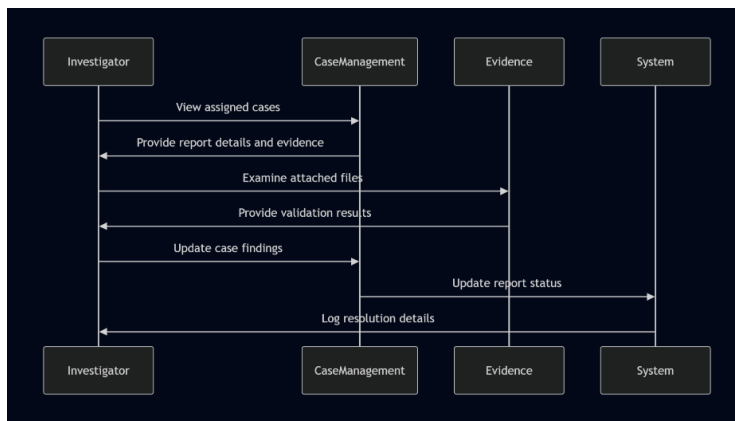 Investigator
CaseManagement
Evidence
System
View assigned cases
Provide report details and evidence
Examine attached files
Provide validation results
Update case findings
Update report status
Log resolution details
Investigator
CaseManagement
Evidence
System